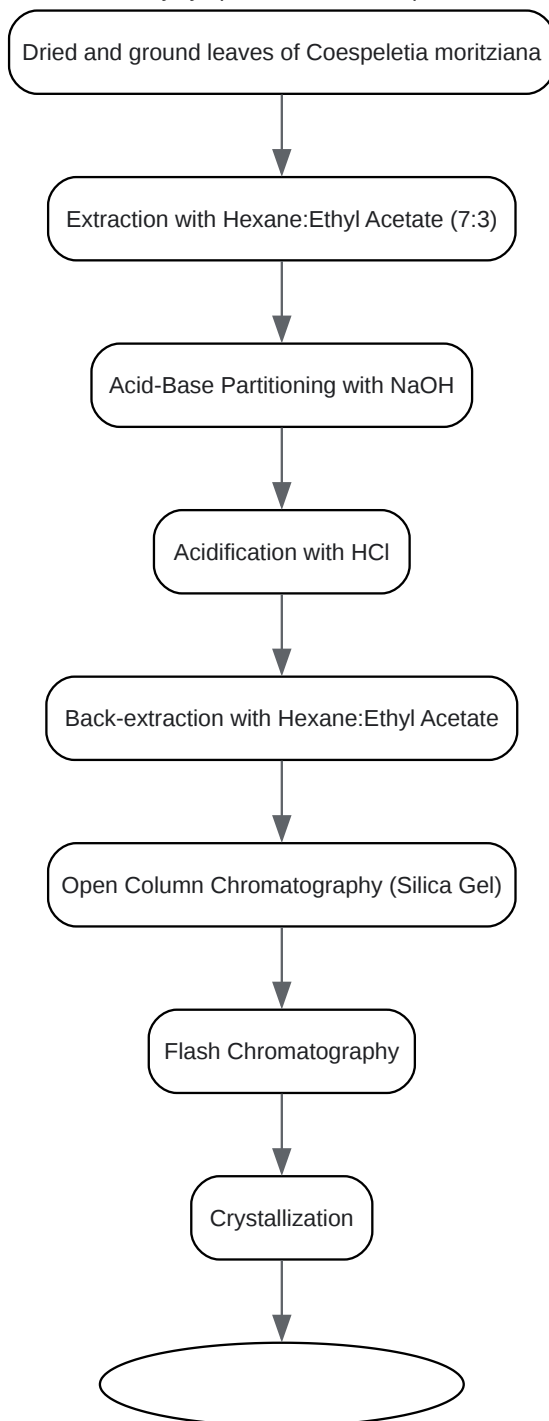 Dried and ground leaves of Coespeletia moritziana
Extraction with Hexane:Ethyl Acetate (7:3)
Acid-Base Partitioning with NaOH
Acidification with HCl
Back-extraction with Hexane:Ethyl Acetate
Open Column Chromatography (Silica Gel)
Flash Chromatography
Crystallization